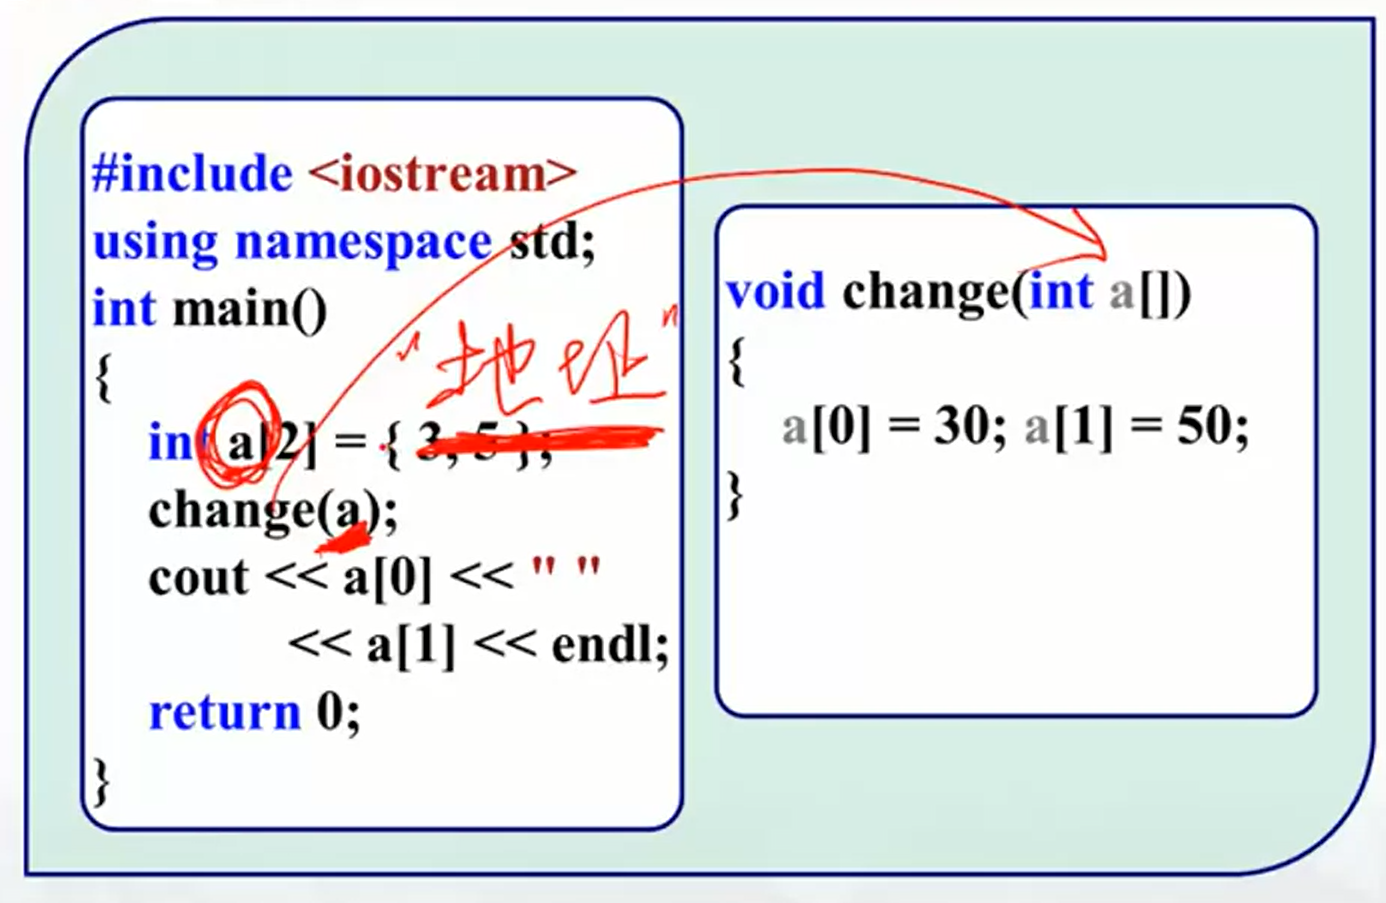 #include <iostream>
using namespace std;
int main()
{
"地址"
int a[2] = { 3, 5 };
change(a);
cout << a[0] << " "
<< a[1] << endl;
return 0;
}
void change(int a[])
{
a[0] = 30; a[1] = 50;
}